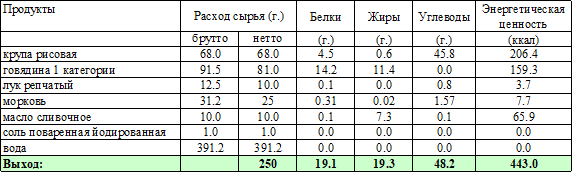 Продукты Расход сырья (г.) Белки Жиры Углеводы Энергетическая ценность
брутто нетто (г.) (г.) (г.) (ккал)
крупа рисовая 68.0 68.0 4.5 0.6 45.8 206.4
говядина 1 категории 91.5 81.0 14.2 11.4 0.0 159.3
лук репчатый 12.5 10.0 0.1 0.0 0.8 3.7
морковь 31.2 25 0.31 0.02 1.57 7.7
масло сливочное 10.0 10.0 0.1 7.3 0.1 65.9
соль поваренная йодированная 1.0 1.0 0.0 0.0 0.0 0.0
вода 391.2 391.2 0.0 0.0 0.0 0.0
Выход: 250 19.1 19.3 48.2 443.0